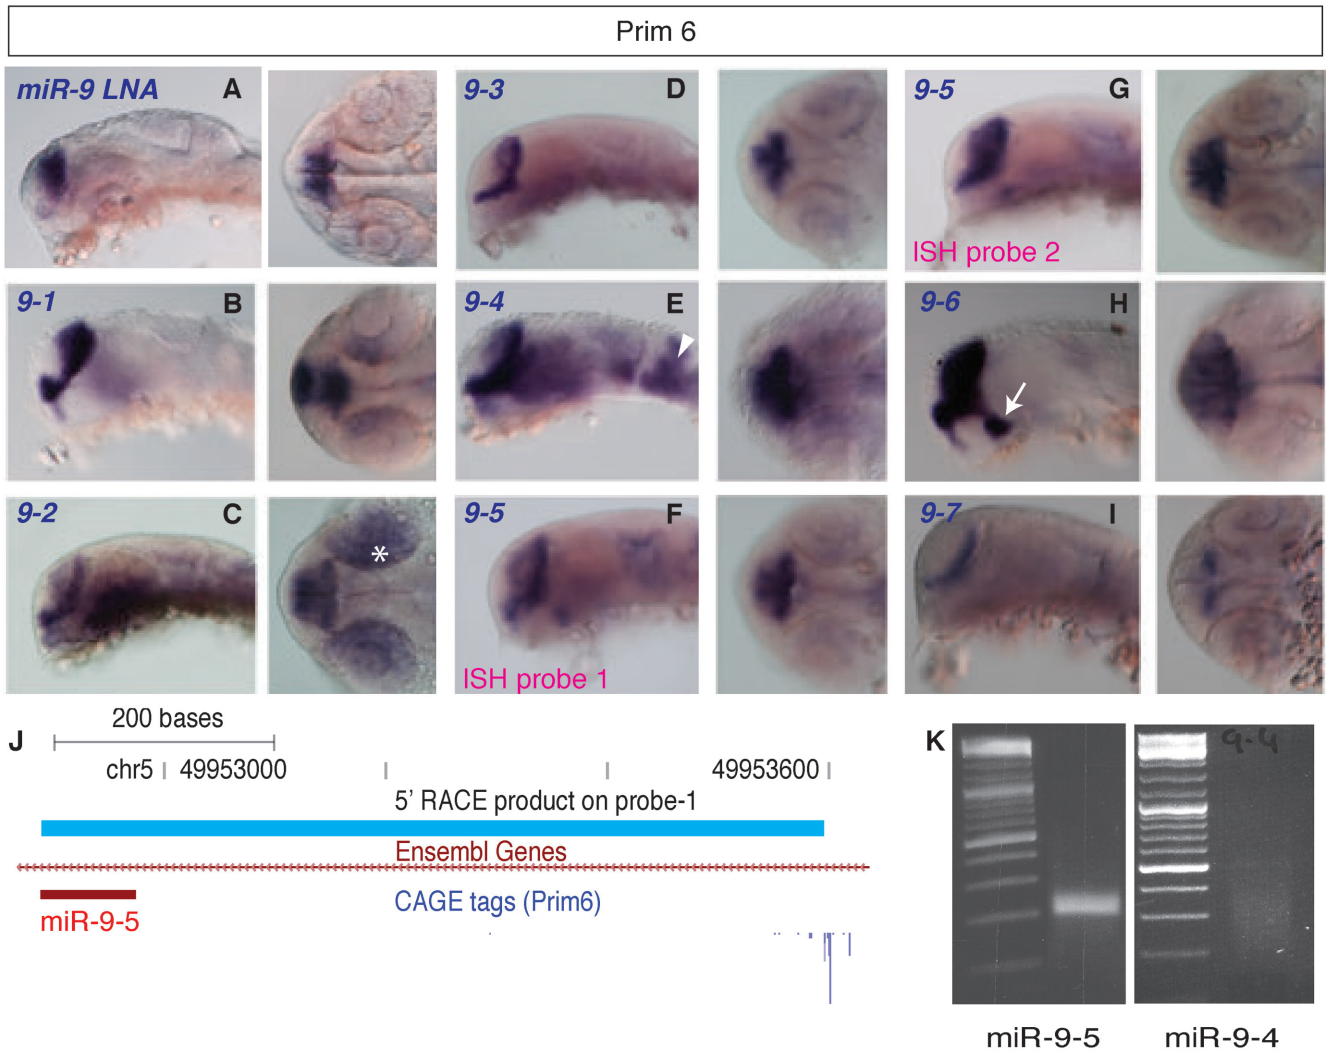 Prim 6
miR-9 LNA A
9-3 D
9-5 G
ISH probe 2
9-1 B
9-4 E
9-6 H
9-2 C
*
9-5 F
ISH probe 1
9-7 I
J
200 bases
chr5 49953000 49953600
5’ RACE product on probe-1
Ensembl Genes
miR-9-5
CAGE tags (Prim6)
K
9-4
miR-9-5 miR-9-4